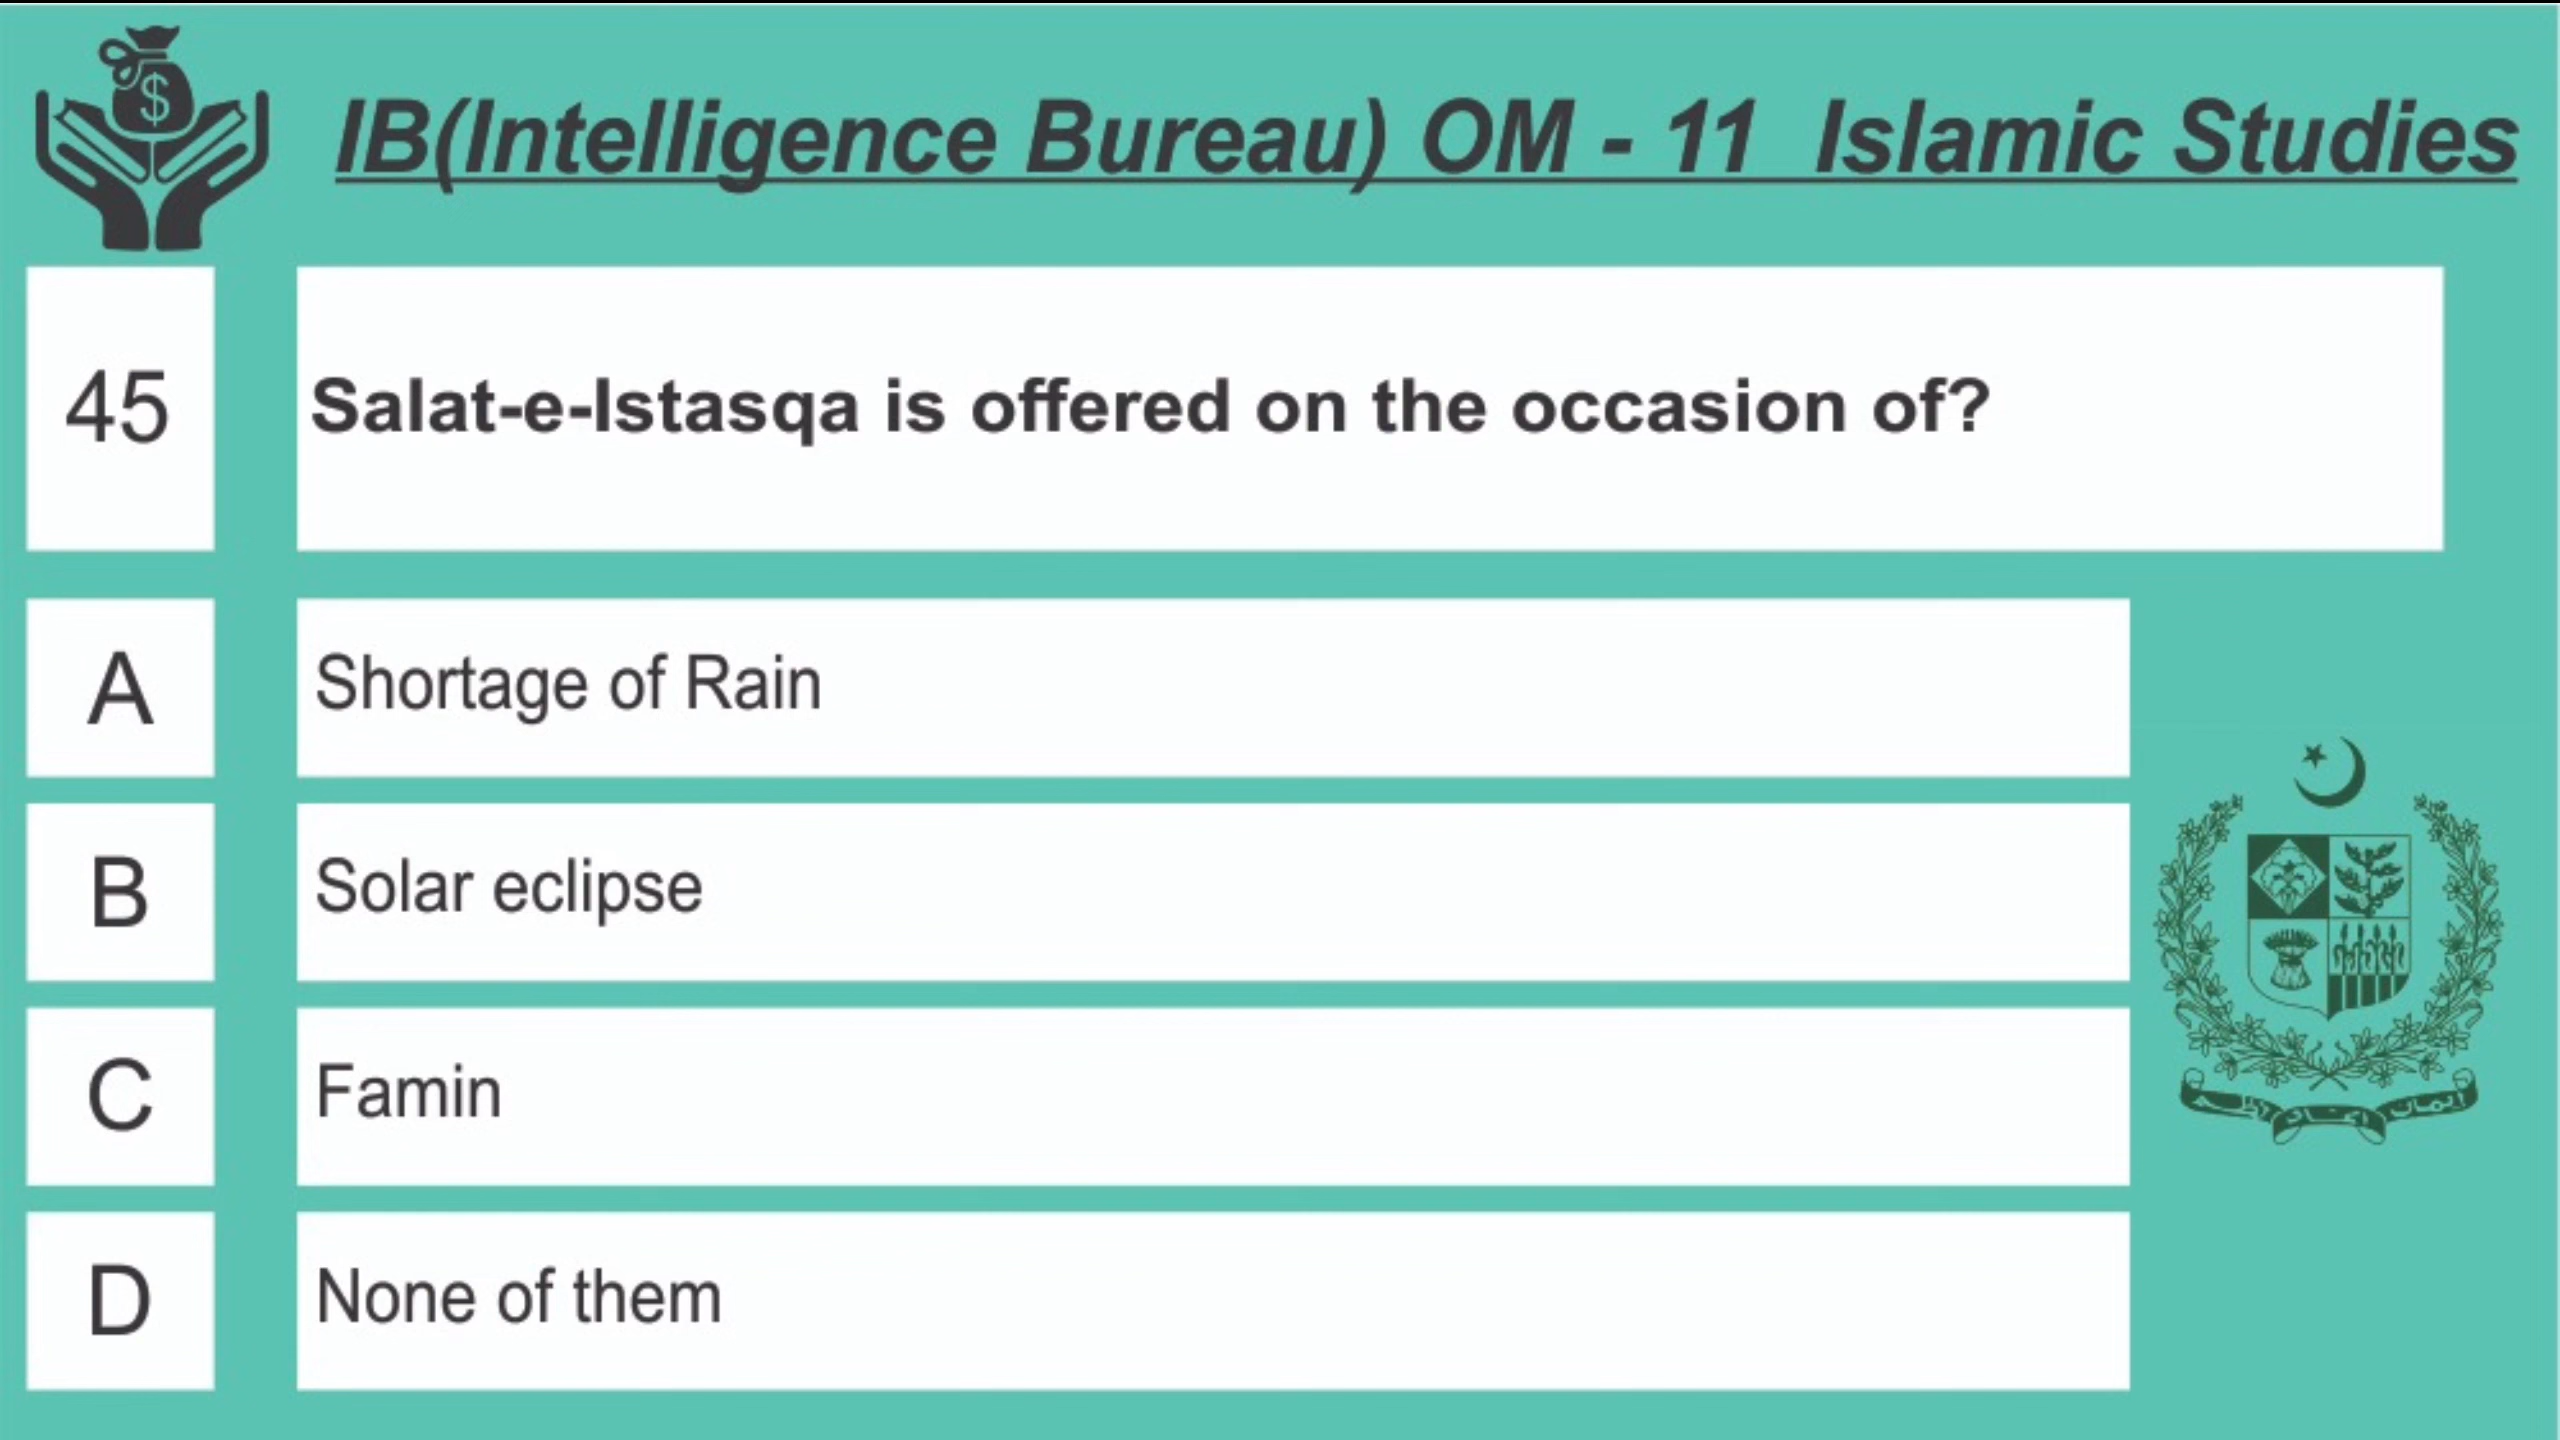 IB(Intelligence Bureau) OM - 11 Islamic Studies
45 Salat-e-Istasqa is offered on the occasion of?
A Shortage of Rain
B Solar eclipse
C Famin
D None of them
$